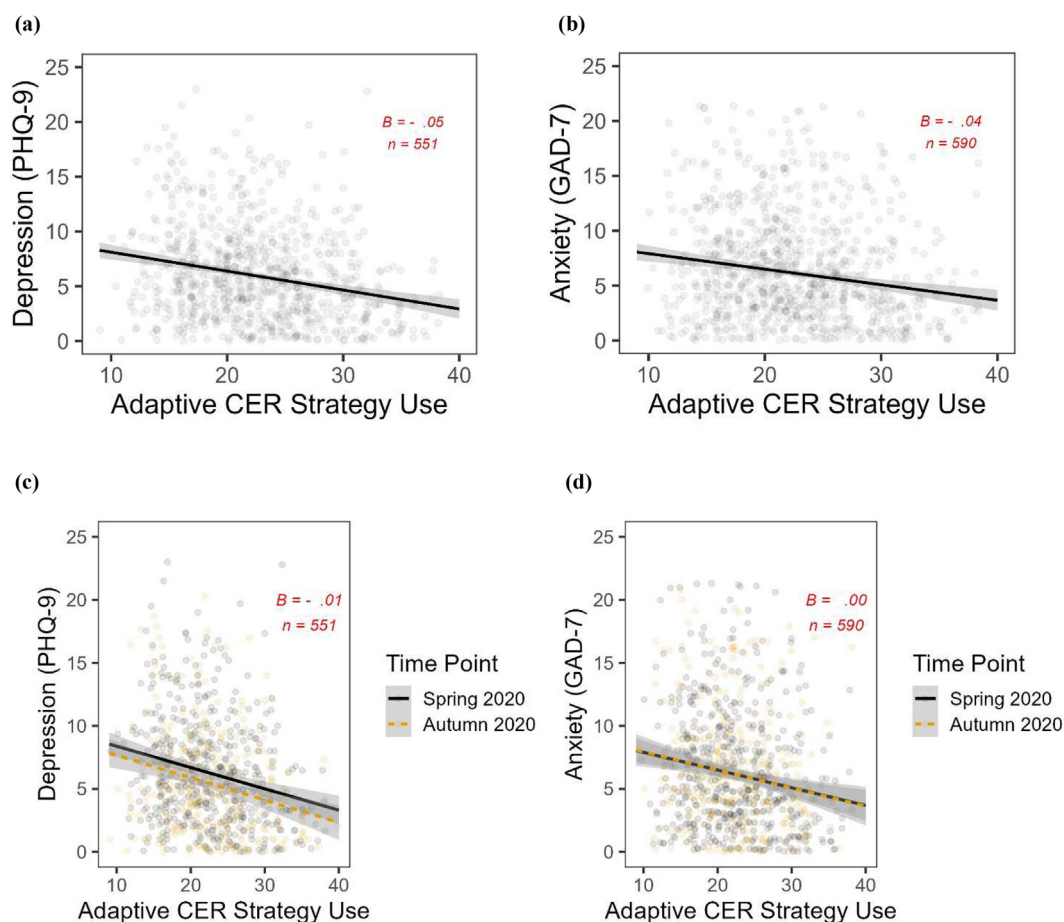 (a)
25
20
15
10
5
0
Depression (PHQ-9)
B = - .05
n = 551
10 20 30 40
Adaptive CER Strategy Use
(b)
25
20
15
10
5
0
Anxiety (GAD-7)
B = - .04
n = 590
10 20 30 40
Adaptive CER Strategy Use
(c)
25
20
15
10
5
0
Depression (PHQ-9)
B = - .01
n = 551
10 20 30 40
Adaptive CER Strategy Use
Time Point
Spring 2020
Autumn 2020
(d)
25
20
15
10
5
0
Anxiety (GAD-7)
B = .00
n = 590
10 20 30 40
Adaptive CER Strategy Use
Time Point
Spring 2020
Autumn 2020